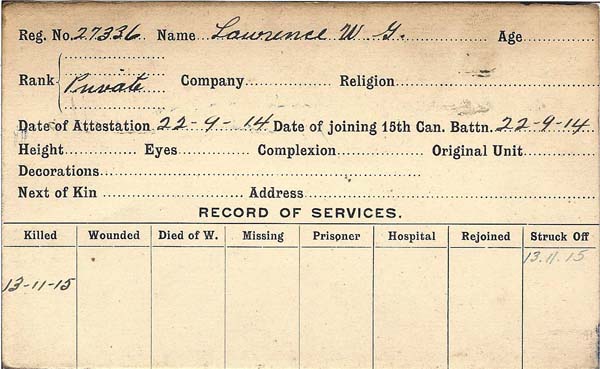 Reg. No. 27336 Name Lawrence W. G. Age
Rank Private Company Religion
Date of Attestation 22-9-14 Date of joining 15th Can. Battn. 22-9-14
Height Eyes Complexion Original Unit
Decorations
Next of Kin Address
RECORD OF SERVICES.
Killed Wounded Died of W. Missing Prisoner Hospital Rejoined Struck Off
13.11.15
13-11-15